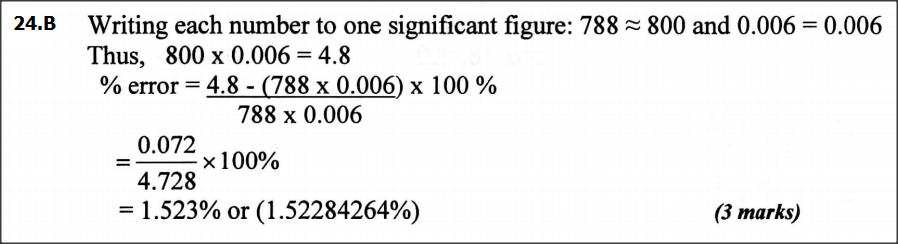 24.B Writing each number to one significant figure: 788 ≈ 800 and 0.006 = 0.006
Thus, 800 x 0.006 = 4.8
% error = 4.8 - (788 x 0.006) x 100 %
788 x 0.006
= 0.072 / 4.728 ×100%
= 1.523% or (1.52284264%) (3 marks)